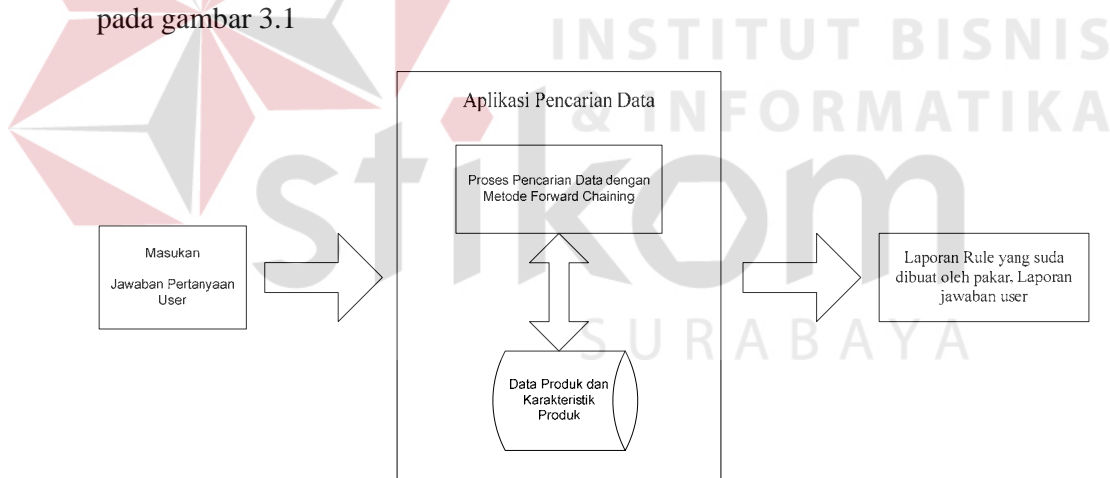 pada gambar 3.1
INSTITUT BISNIS
& INFORMATIKA
stikom
SURABAYA
Aplikasi Pencarian Data
Proses Pencarian Data dengan
Metode Forward Chaining
Masukan
Jawaban Pertanyaan
User
Laporan Rule yang suda
dibuat oleh pakar, Laporan
jawaban user
Data Produk dan
Karakteristik
Produk